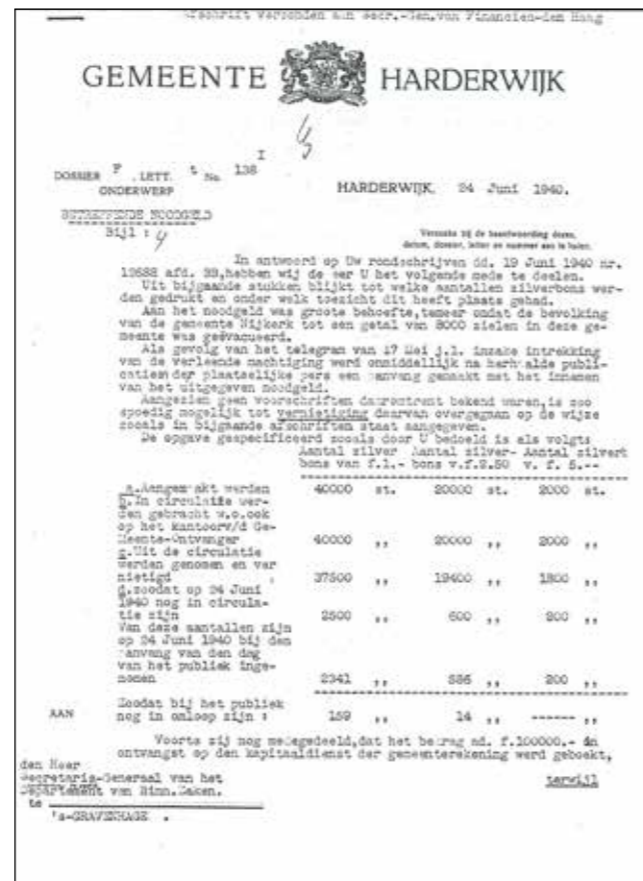 Afschrift verzonden aan Secr.-Gen.van Financien-den Haag
GEMEENTE HARDERWIJK
I
DOSSIER P . LETT. t No. 138
ONDERWERP
HARDERWIJK, 24 Juni 1940.
BETREFFENDE NOODGELD
Bijl : 4
Verzoeke bij de beantwoording dezes,
datum, dossier, letter en nummer aan te halen.
In antwoord op Uw rondschrijven dd. 19 Juni 1940 nr.
12688 afd. 33,hebben wij de eer U het volgende mede te deelen.
Uit bijgaande stukken blijkt tot welke aantallen zilverbons wer-
den gedrukt en onder welk toezicht dit heeft plaats gehad.
Aan het noodgeld was groote behoefte,temeer omdat de bevolking
van de gemeente Nijkerk tot een getal van 8000 zielen in deze ge-
meente was geëvacueerd.
Als gevolg van het telegram van 17 Mei j.l. inzake intrekking
van de verleende machtiging werd onmiddellijk na herhaalde publi-
catiesin der plaatselijke pers een aanvang gemaakt met het innemen
van het uitgegeven noodgeld.
Aangezien geen voorschriften daaromtrent bekend waren,is zoo
spoedig mogelijk tot vernietiging daarvan overgegaan op de wijze
zooals in bijgaande afschriften staat aangegeven.
De opgave gespecificeerd zooals door U bedoeld is als volgts
Aantal zilver Aantal zilver- Aantal zilvert
bons van f.1.- bons v.f.2.50 v. f. 5.--
a.Aangemaakt werden 40000 st. 20000 st. 2000 st.
b.In circulatie wer-
den gebracht w.o.ook
op het kantoorv/d Ge-
meente-Ontvanger 40000 ,, 20000 ,, 2000 ,,
c.Uit de circulatie
werden genomen en ver
nietigd : 37500 ,, 19400 ,, 1800 ,,
d.zoodat op 24 Juni
1940 nog in circula-
tie zijn 2500 ,, 600 ,, 200 ,,
Van deze aantallen zijn
op 24 Juni 1940 bij den
aanvang van den dag
van het publiek inge-
nomen 2341 ,, 586 ,, 200 ,,
Zoodat bij het publiek
nog in omloop zijn : 159 ,, 14 ,, ------ ,,
AAN
Voorts zij nog medegedeeld,dat het bedrag ad. f.100000.- in
ontvangst op den kapitaaldienst der gemeenterekening werd geboekt,
den Heer
Secretaris-Generaal van het
terwijl
Departement van Binn.Zaken.
te
's-GRAVENHAGE .